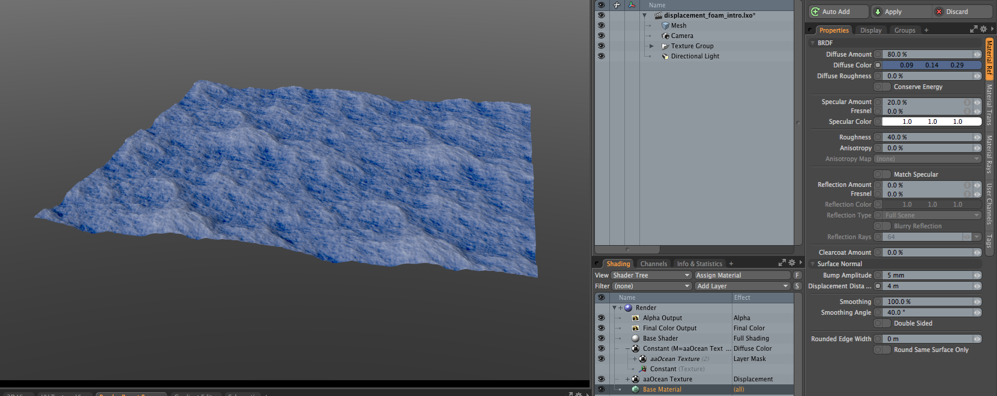 Name
displacement_foam_intro.lxo*
Mesh
Camera
Texture Group
Directional Light
Shading Channels Info & Statistics +
View Shader Tree Assign Material F
Filter (none) Add Layer S
Name Effect
Render
Alpha Output Alpha
Final Color Output Final Color
Base Shader Full Shading
Constant (M=aaOcean Text ... Diffuse Color
aaOcean Texture (2) Layer Mask
Constant (Texture)
aaOcean Texture Displacement
Base Material (all)
Auto Add Apply Discard
Properties Display Groups +
BRDF
Diffuse Amount 80.0 %
Diffuse Color 0.09 0.14 0.29
Diffuse Roughness 0.0 %
Conserve Energy
Specular Amount 20.0 %
Fresnel 0.0 %
Specular Color 1.0 1.0 1.0
Roughness 40.0 %
Anisotropy 0.0 %
Anisotropy Map (none)
Match Specular
Reflection Amount 0.0 %
Fresnel 0.0 %
Reflection Color 1.0 1.0 1.0
Reflection Type Full Scene
Blurry Reflection
Reflection Rays 64
Clearcoat Amount 0.0 %
Surface Normal
Bump Amplitude 5 mm
Displacement Dista ... 4 m
Smoothing 100.0 %
Smoothing Angle 40.0 °
Double Sided
Rounded Edge Width 0 m
Round Same Surface Only
Material Ref
Material Trans
Material Rays
User Channels
Tags